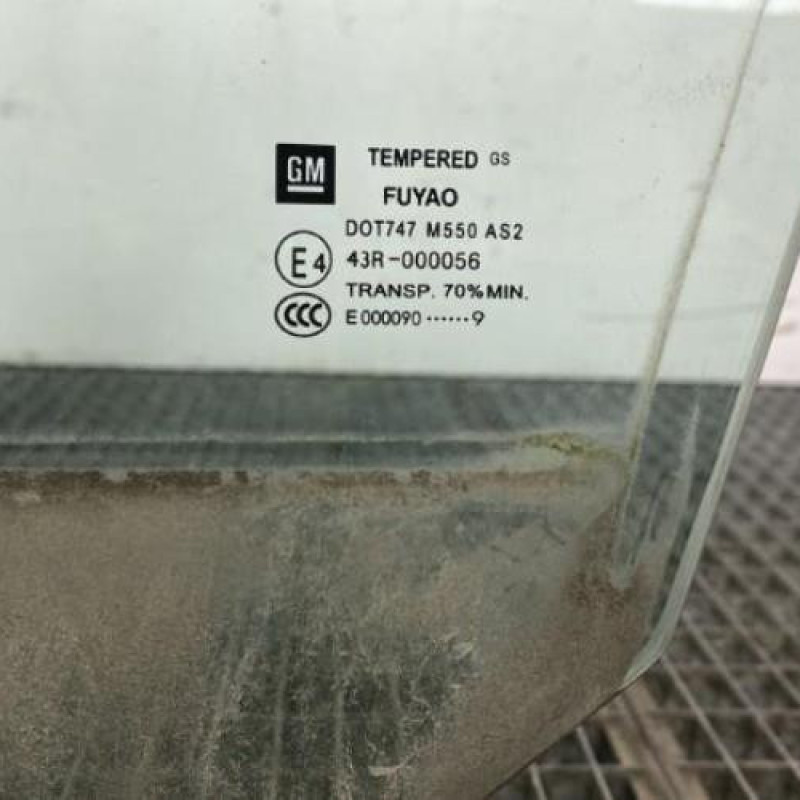 GM TEMPERED GS
FUYAO
DOT747 M550 AS2
E4 43R-000056
TRANSP. 70%MIN.
CCC E000090 ······9